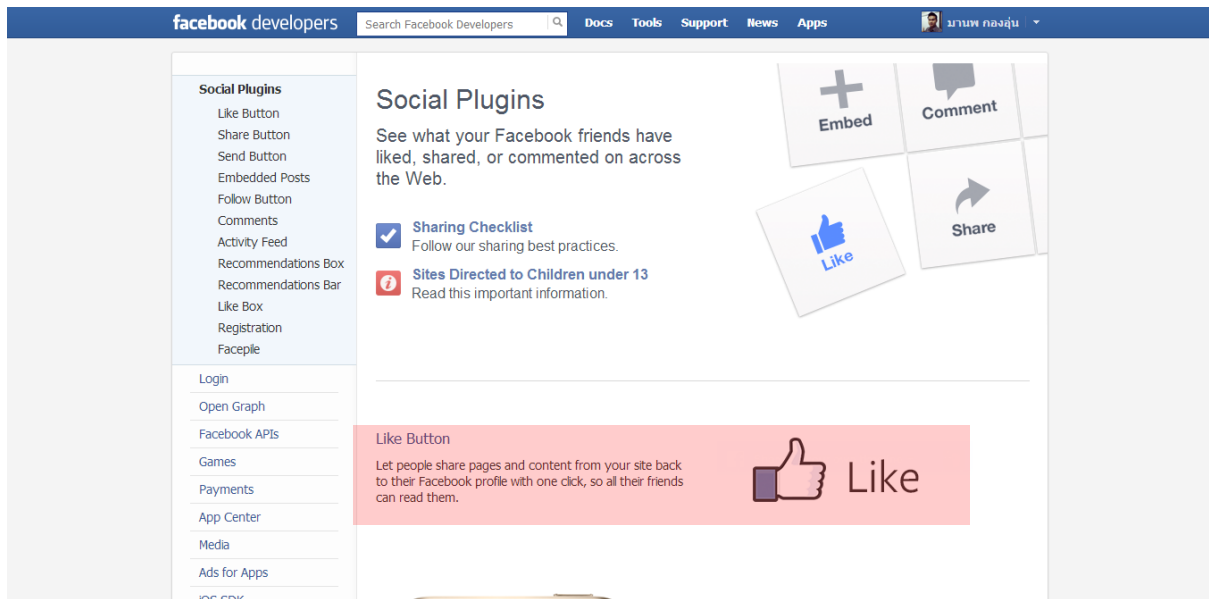 facebook developers
Search Facebook Developers
Docs
Tools
Support
News
Apps
มานพ กองอุ่น
Social Plugins
Like Button
Share Button
Send Button
Embedded Posts
Follow Button
Comments
Activity Feed
Recommendations Box
Recommendations Bar
Like Box
Registration
Facepile
Login
Open Graph
Facebook APIs
Games
Payments
App Center
Media
Ads for Apps
iOS SDK
Social Plugins
See what your Facebook friends have
liked, shared, or commented on across
the Web.
Sharing Checklist
Follow our sharing best practices.
Sites Directed to Children under 13
Read this important information.
Embed
Comment
Like
Share
Like Button
Let people share pages and content from your site back
to their Facebook profile with one click, so all their friends
can read them.
Like